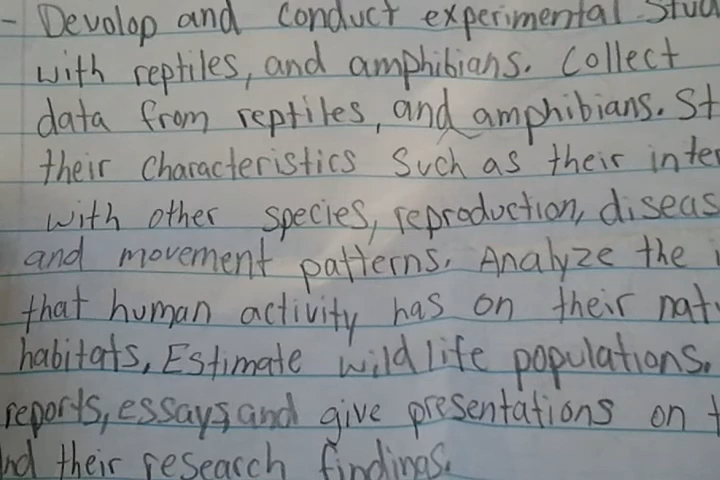 - Devolop and conduct experimental
with reptiles, and amphibians. Collect
data from reptiles, and amphibians.
their characteristics such as their
with other species, reproduction,
and movement patterns. Analyze the
that human activity has on their
habitats, Estimate wildlife populations.
reports, essays, and give presentations on
their research findings.